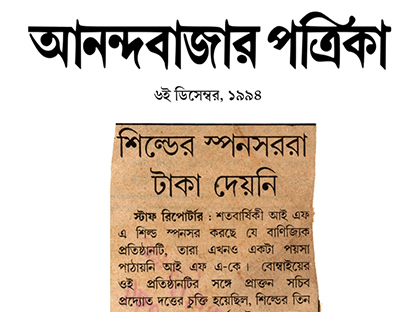 আনন্দবাজার পত্রিকা
৬ই ডিসেম্বর, ১৯৯৪
শিল্ডের স্পনসররা
টাকা দেয়নি
স্টাফ রিপোর্টার : শতবার্ষিকী আই এফ
এ শিল্ড স্পনসর করছে যে বাণিজ্যিক
প্রতিষ্ঠানটি, তারা এখনও একটা পয়সা
পাঠায়নি আই এফ এ-কে। বোম্বাইয়ের
ওই প্রতিষ্ঠানটির সঙ্গে প্রাক্তন সচিব
প্রদ্যোত দত্তের চুক্তি হয়েছিল, শিল্ডের তিন